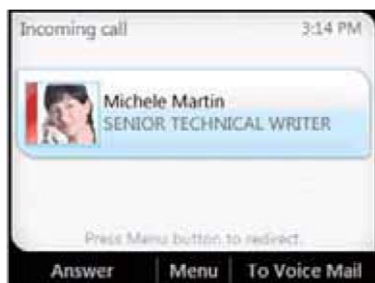 Incoming call 3:14 PM
Michele Martin
SENIOR TECHNICAL WRITER
Press Menu button to redirect.
Answer Menu To Voice Mail